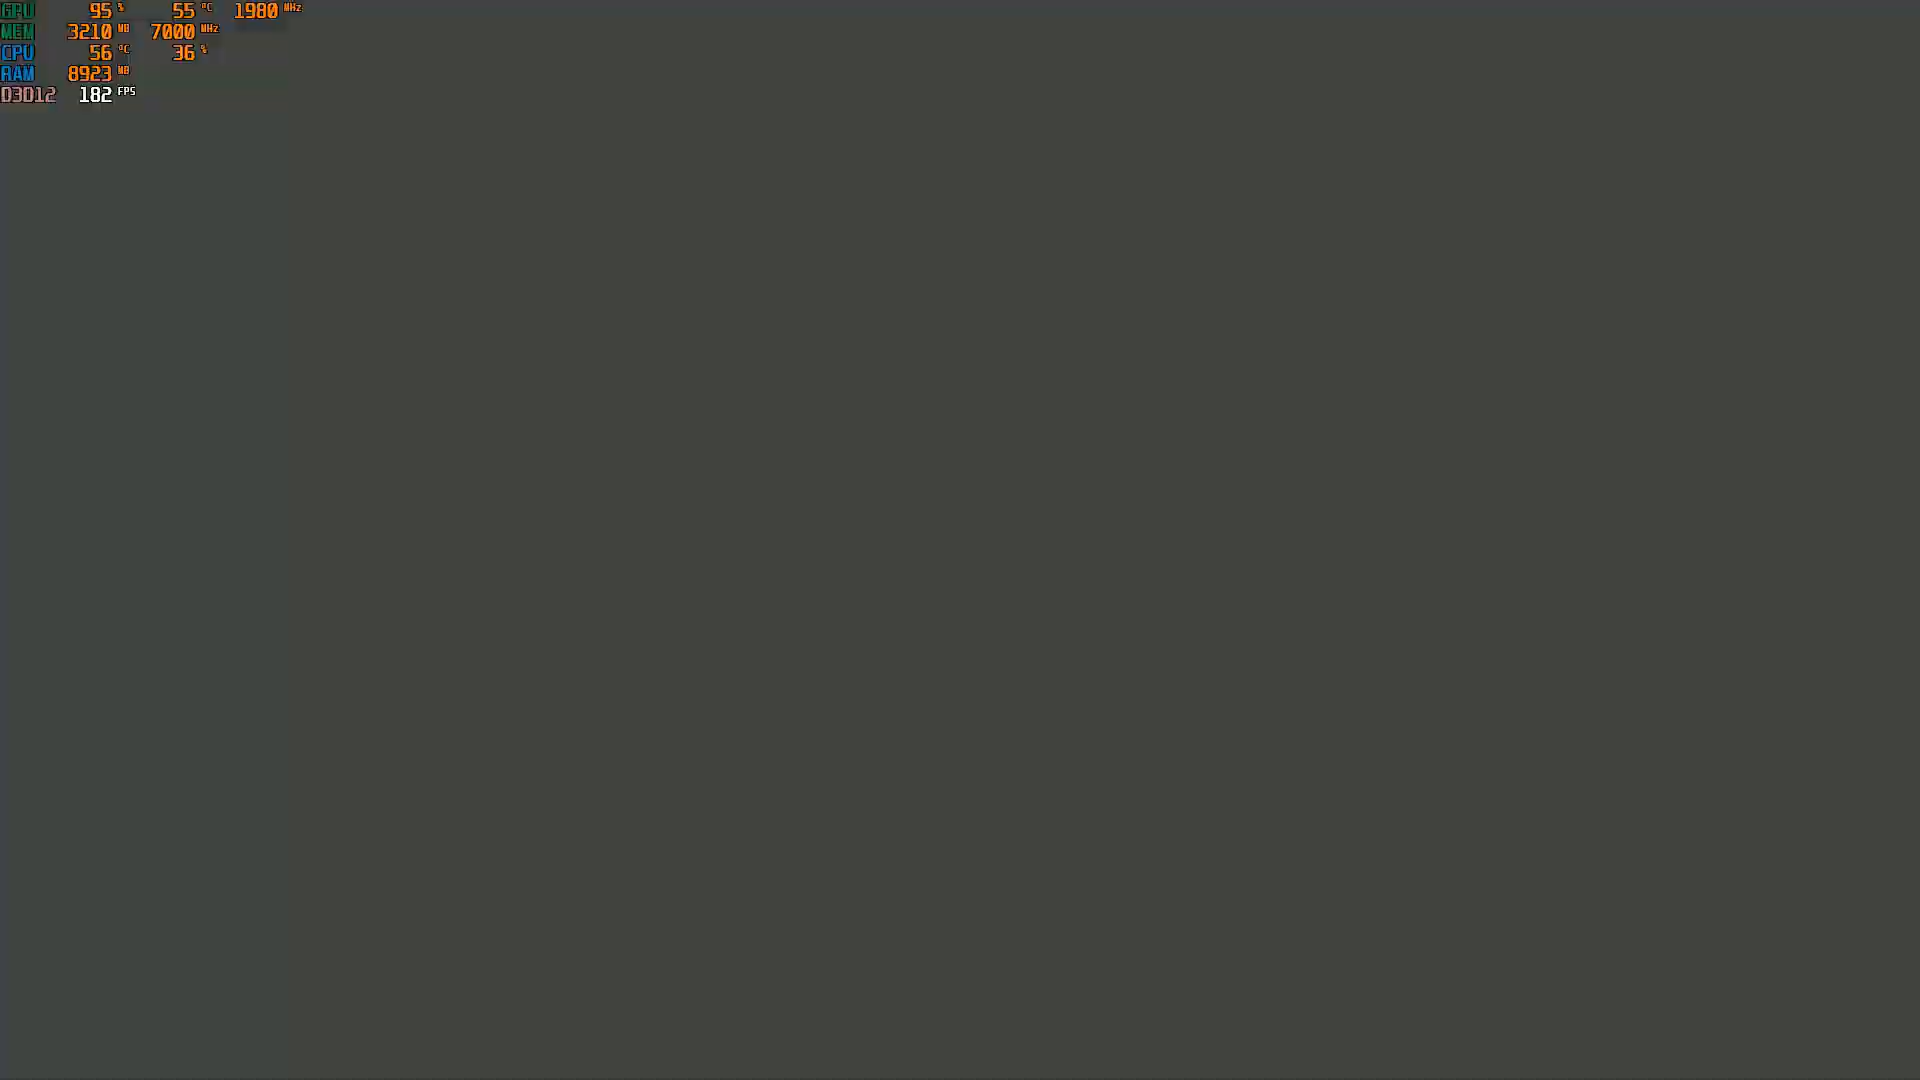 GPU 95 % 55 °C 1980 MHz
MEM 3210 MB 7000 MHz
CPU 56 °C 36 %
RAM 8923 MB
D3D12 182 FPS